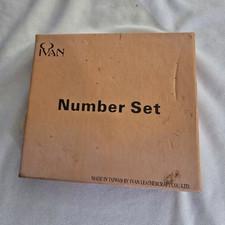 IVAN
Number Set
MADE IN TAIWAN BY IVAN LEATHERCRAFT CO., LTD.